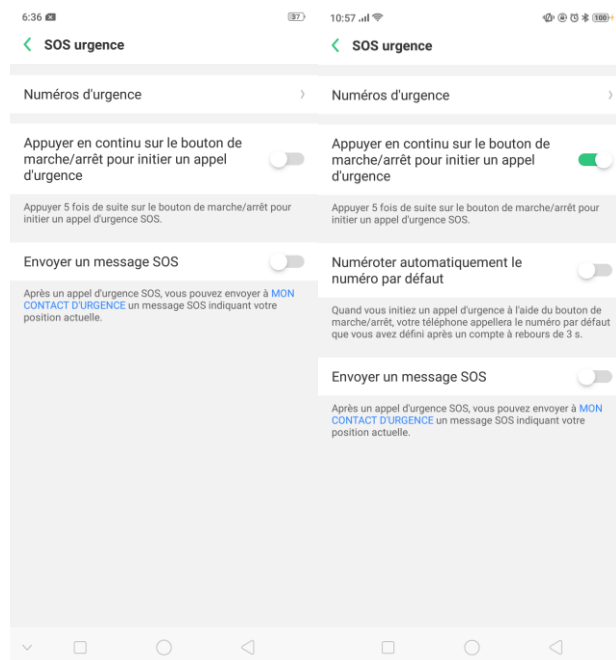 6:36
37
SOS urgence
Numéros d'urgence
Appuyer en continu sur le bouton de
marche/arrêt pour initier un appel
d'urgence
Appuyer 5 fois de suite sur le bouton de marche/arrêt pour
initier un appel d'urgence SOS.
Envoyer un message SOS
Après un appel d'urgence SOS, vous pouvez envoyer à MON
CONTACT D'URGENCE un message SOS indiquant votre
position actuelle.
10:57
100
SOS urgence
Numéros d'urgence
Appuyer en continu sur le bouton de
marche/arrêt pour initier un appel
d'urgence
Appuyer 5 fois de suite sur le bouton de marche/arrêt pour
initier un appel d'urgence SOS.
Numéroter automatiquement le
numéro par défaut
Quand vous initiez un appel d'urgence à l'aide du bouton de
marche/arrêt, votre téléphone appellera le numéro par défaut
que vous avez défini après un compte à rebours de 3 s.
Envoyer un message SOS
Après un appel d'urgence SOS, vous pouvez envoyer à MON
CONTACT D'URGENCE un message SOS indiquant votre
position actuelle.